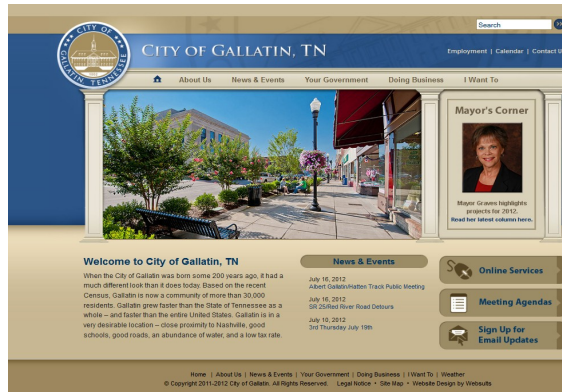 Search
CITY OF GALLATIN, TN
CITY OF
GALLATIN, TENNESSEE
Employment | Calendar | Contact U
About Us News & Events Your Government Doing Business I Want To
Mayor's Corner
Mayor Graves highlights
projects for 2012.
Read her latest column here.
Welcome to City of Gallatin, TN
When the City of Gallatin was born some 200 years ago, it had a
much different look than it does today. Based on the recent
Census, Gallatin is now a community of more than 30,000
residents. Gallatin grew faster than the State of Tennessee as a
whole – and faster than the entire United States. Gallatin is in a
very desirable location – close proximity to Nashville, good
schools, good roads, an abundance of water, and a low tax rate.
News & Events
July 16, 2012
Albert Gallatin/Hatten Track Public Meeting
July 16, 2012
SR 25/Red River Road Detours
July 10, 2012
3rd Thursday July 19th
Online Services
Meeting Agendas
Sign Up for
Email Updates
Home | About Us | News & Events | Your Government | Doing Business | I Want To | Weather
© Copyright 2011-2012 City of Gallatin. All Rights Reserved. Legal Notice • Site Map • Website Design by Websults